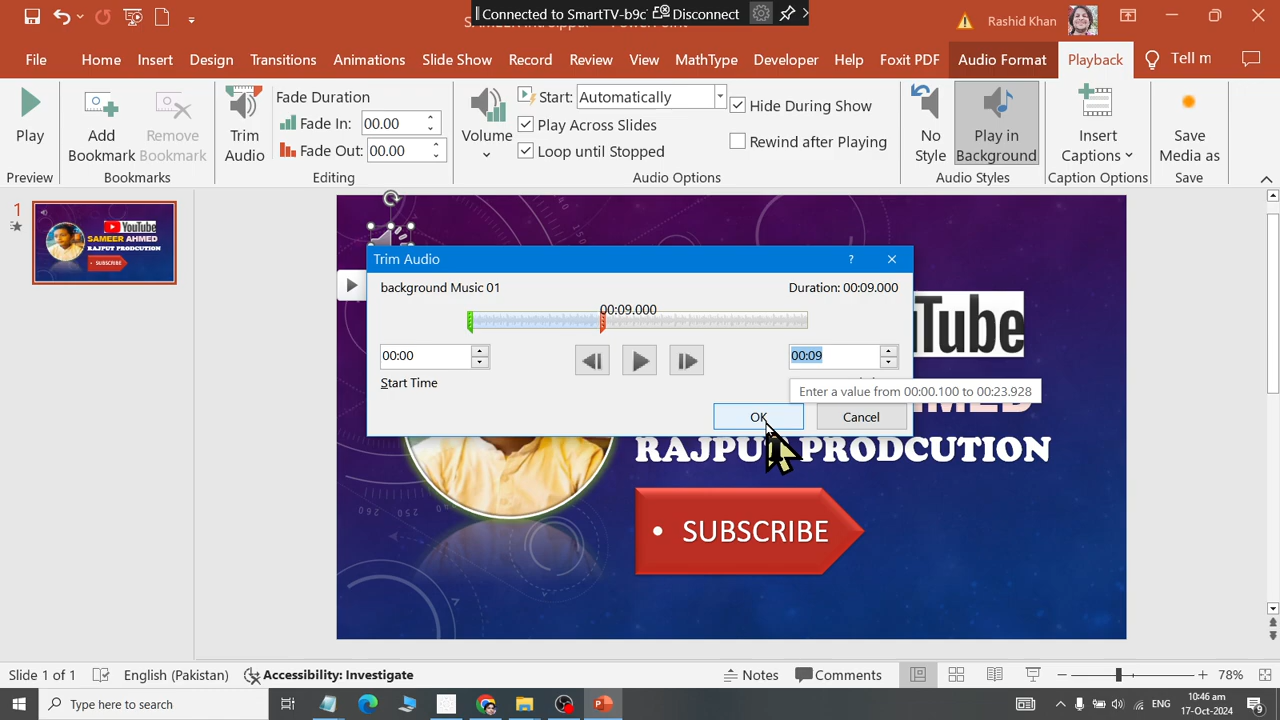 Connected to SmartTV-b9c Disconnect
Rashid Khan
File Home Insert Design Transitions Animations Slide Show Record Review View MathType Developer Help Foxit PDF Audio Format Playback Tell m
Play
Preview
Add Bookmark
Remove Bookmark
Bookmarks
Trim Audio
Fade Duration
Fade In: 00.00
Fade Out: 00.00
Editing
Volume
Start: Automatically
Play Across Slides
Loop until Stopped
Hide During Show
Rewind after Playing
Audio Options
No Style
Play in Background
Audio Styles
Insert Captions
Caption Options
Save Media as
Save
1
YouTube
SAMEER AHMED
RAJPUT PRODCUTION
• SUBSCRIBE
Trim Audio
?
background Music 01 Duration: 00:09.000
00:09.000
00:00 00:09
Start Time
Enter a value from 00:00.100 to 00:23.928
OK Cancel
Tube
RAJPUT PRODCUTION
• SUBSCRIBE
Slide 1 of 1 English (Pakistan) Accessibility: Investigate Notes Comments 78%
Type here to search
ENG
10:46 am
17-Oct-2024